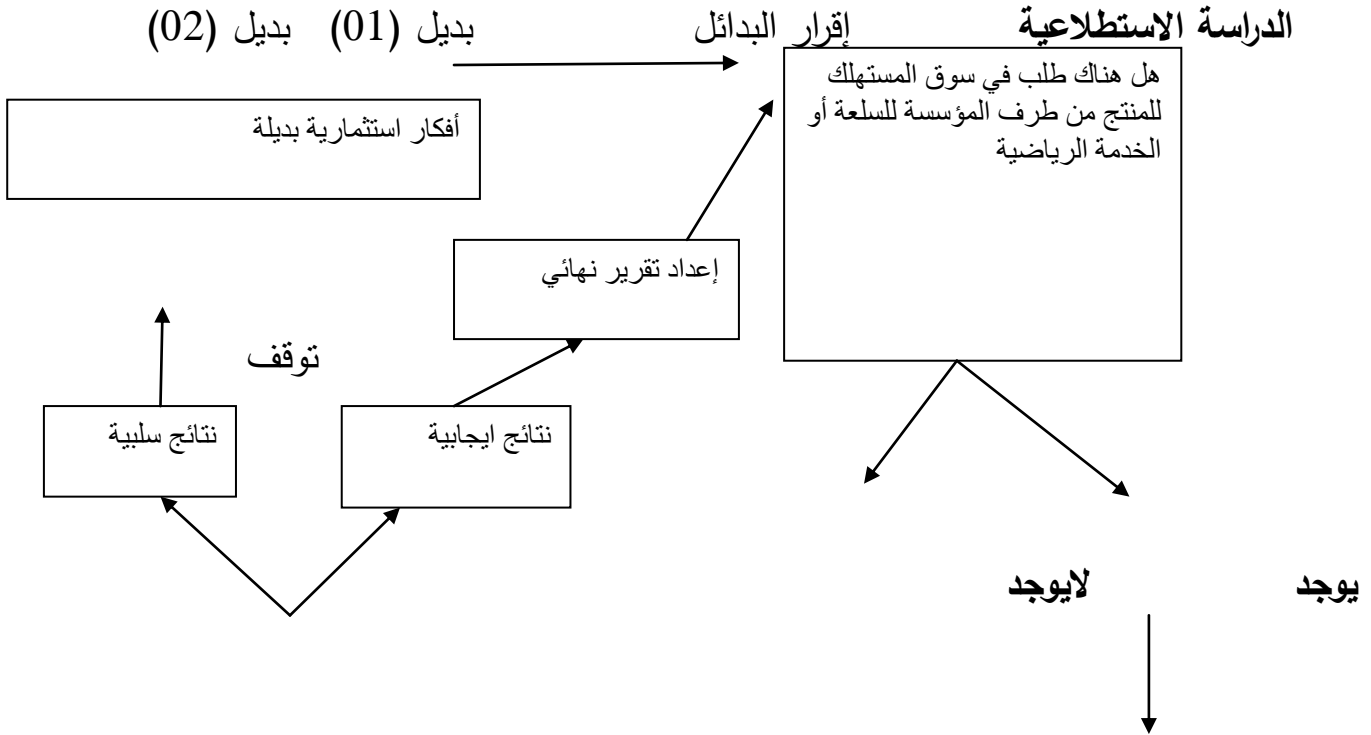 الدراسة الاستطلاعية إقرار البدائل بديل (01) بديل (02)
هل هناك طلب في سوق المستهلك
للمنتج من طرف المؤسسة للسلعة أو
الخدمة الرياضية
أفكار استثمارية بديلة
إعداد تقرير نهائي
توقف
نتائج ايجابية
نتائج سلبية
يوجد لايوجد